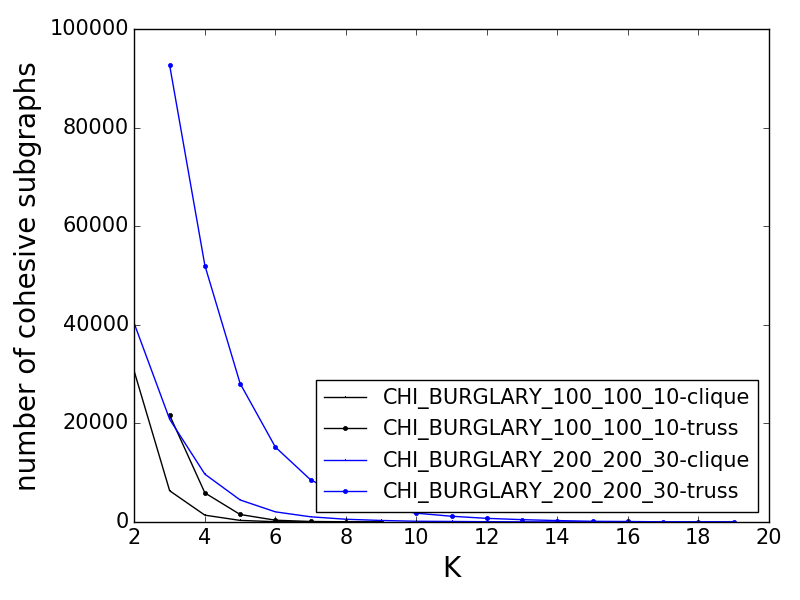 100000
80000
60000
40000
20000
0
number of cohesive subgraphs
CHI_BURGLARY_100_100_10-clique
CHI_BURGLARY_100_100_10-truss
CHI_BURGLARY_200_200_30-clique
CHI_BURGLARY_200_200_30-truss
2 4 6 8 10 12 14 16 18 20
K